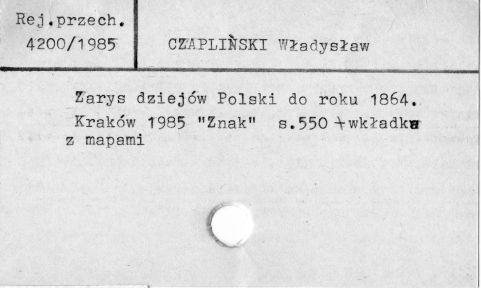 Rej.przech.
4200/1985
CZAPLIŃSKI Władysław
Zarys dziejów Polski do roku 1864.
Kraków 1985 "Znak" s.550 +wkładka
z mapami